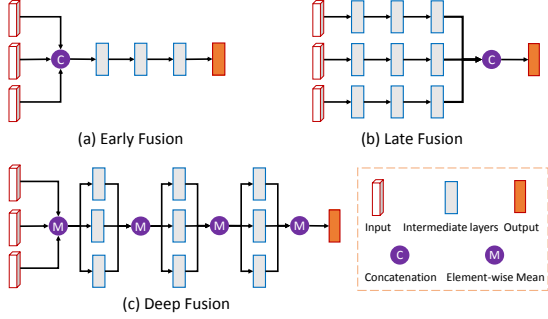 C
C
(a) Early Fusion
(b) Late Fusion
M
M
M
M
(c) Deep Fusion
Input
Intermediate layers
Output
C
M
Concatenation
Element-wise Mean